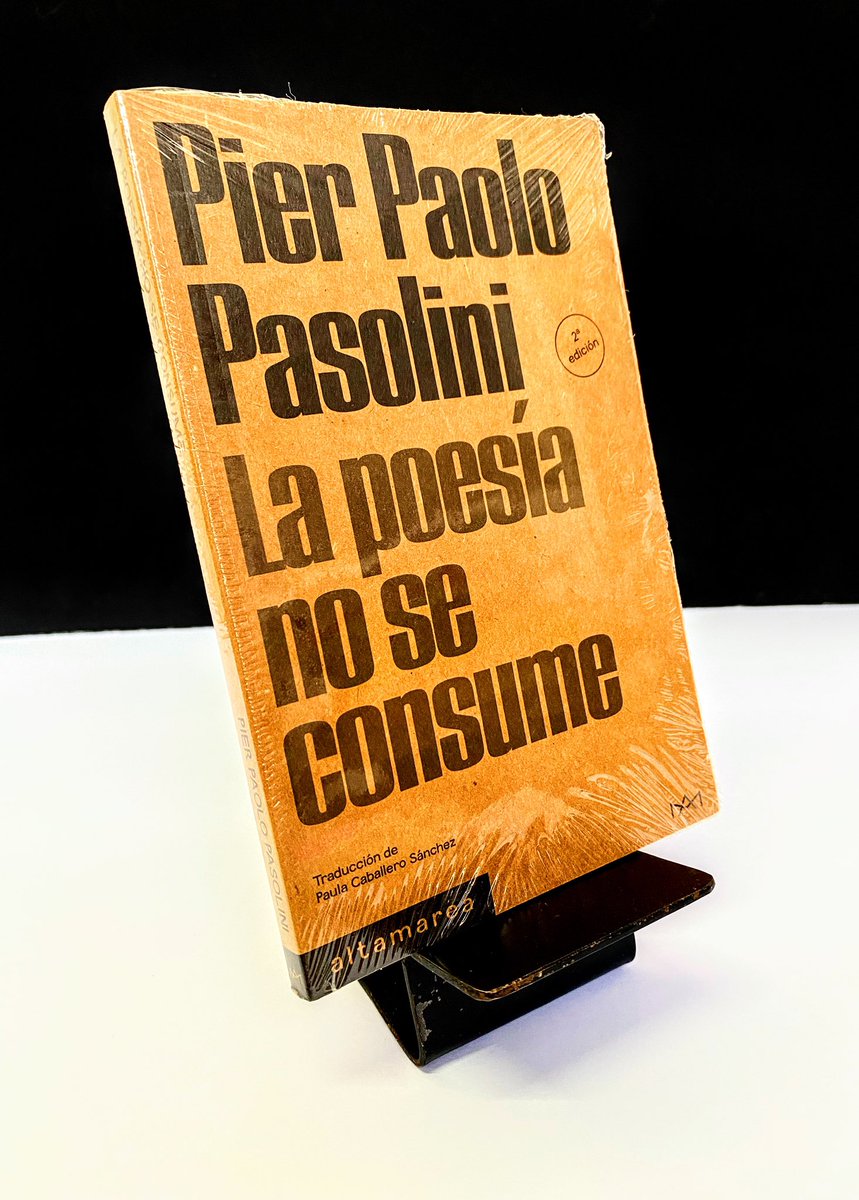 Pier Paolo
Pasolini
2ª
edición
La poesía
no se
consume
Traducción de
Paula Caballero Sánchez
altamarea
PIER PAOLO PASOLINI